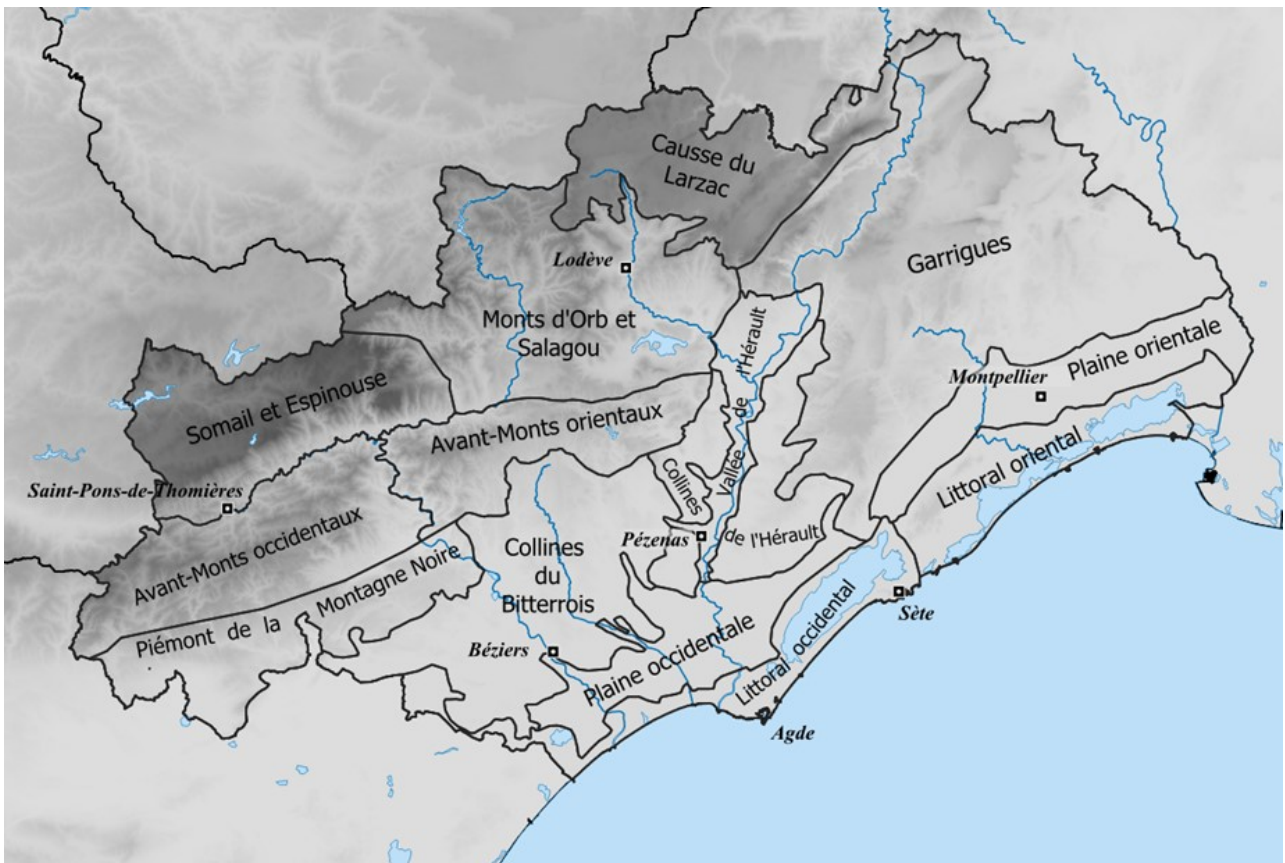 Causse du
Larzac
Garrigues
Lodève
Monts d'Orb et
Salagou
Vallée de l'Hérault
Plaine orientale
Montpellier
Somail et Espinouse
Avant-Monts orientaux
Littoral oriental
Saint-Pons-de-Thomières
Avant-Monts occidentaux
Collines de l'Hérault
Pézenas
Collines
du
Bitterrois
Piémont de la Montagne Noire
Sète
Béziers
Plaine occidentale
Littoral occidental
Agde